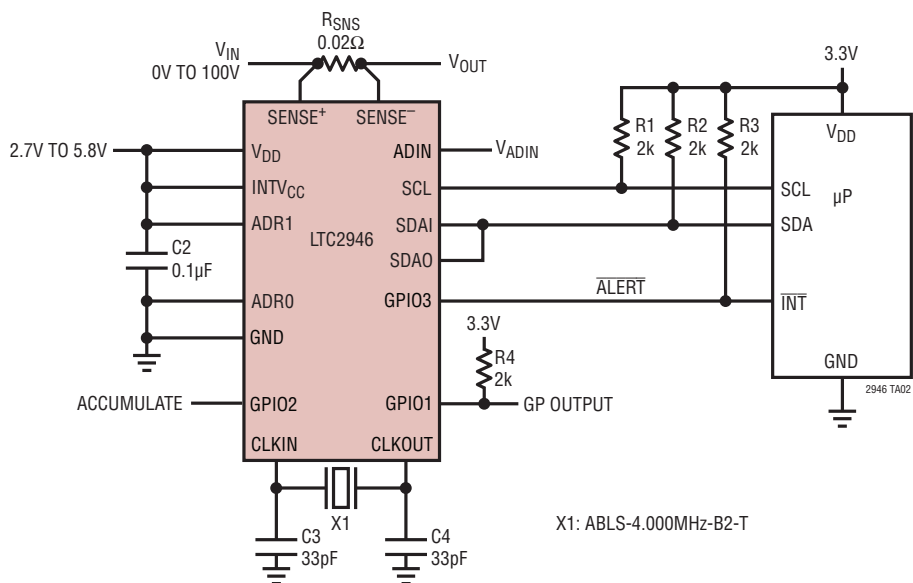 RSNS
0.02Ω
VIN
0V TO 100V
VOUT
3.3V
SENSE+ SENSE–
2.7V TO 5.8V
VDD
INTVCC
ADR1
C2
0.1µF
ADR0
GND
ACCUMULATE
GPIO2
CLKIN
LTC2946
ADIN
VADIN
SCL
SDAI
SDAO
GPIO3
ALERT
3.3V
R4
2k
GPIO1
GP OUTPUT
CLKOUT
R1
2k
R2
2k
R3
2k
VDD
µP
SCL
SDA
INT
GND
2946 TA02
X1
C3
33pF
C4
33pF
X1: ABLS-4.000MHz-B2-T